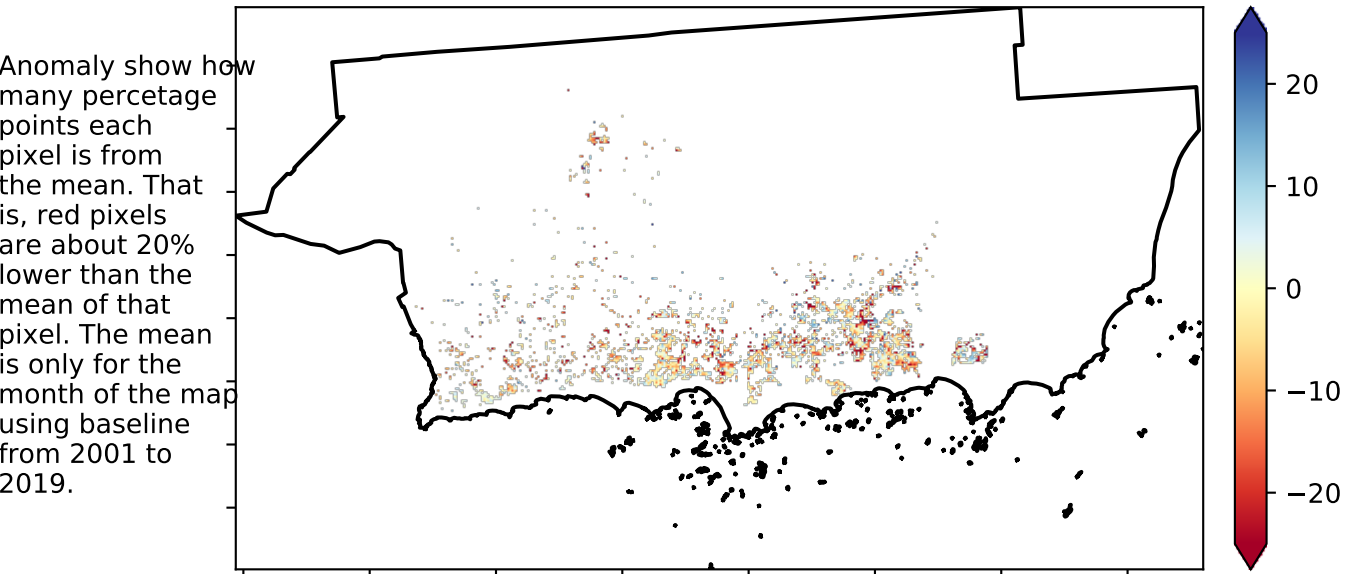 Anomaly show how
many percetage
points each
pixel is from
the mean. That
is, red pixels
are about 20%
lower than the
mean of that
pixel. The mean
is only for the
month of the map
using baseline
from 2001 to
2019.
20
10
0
−10
−20